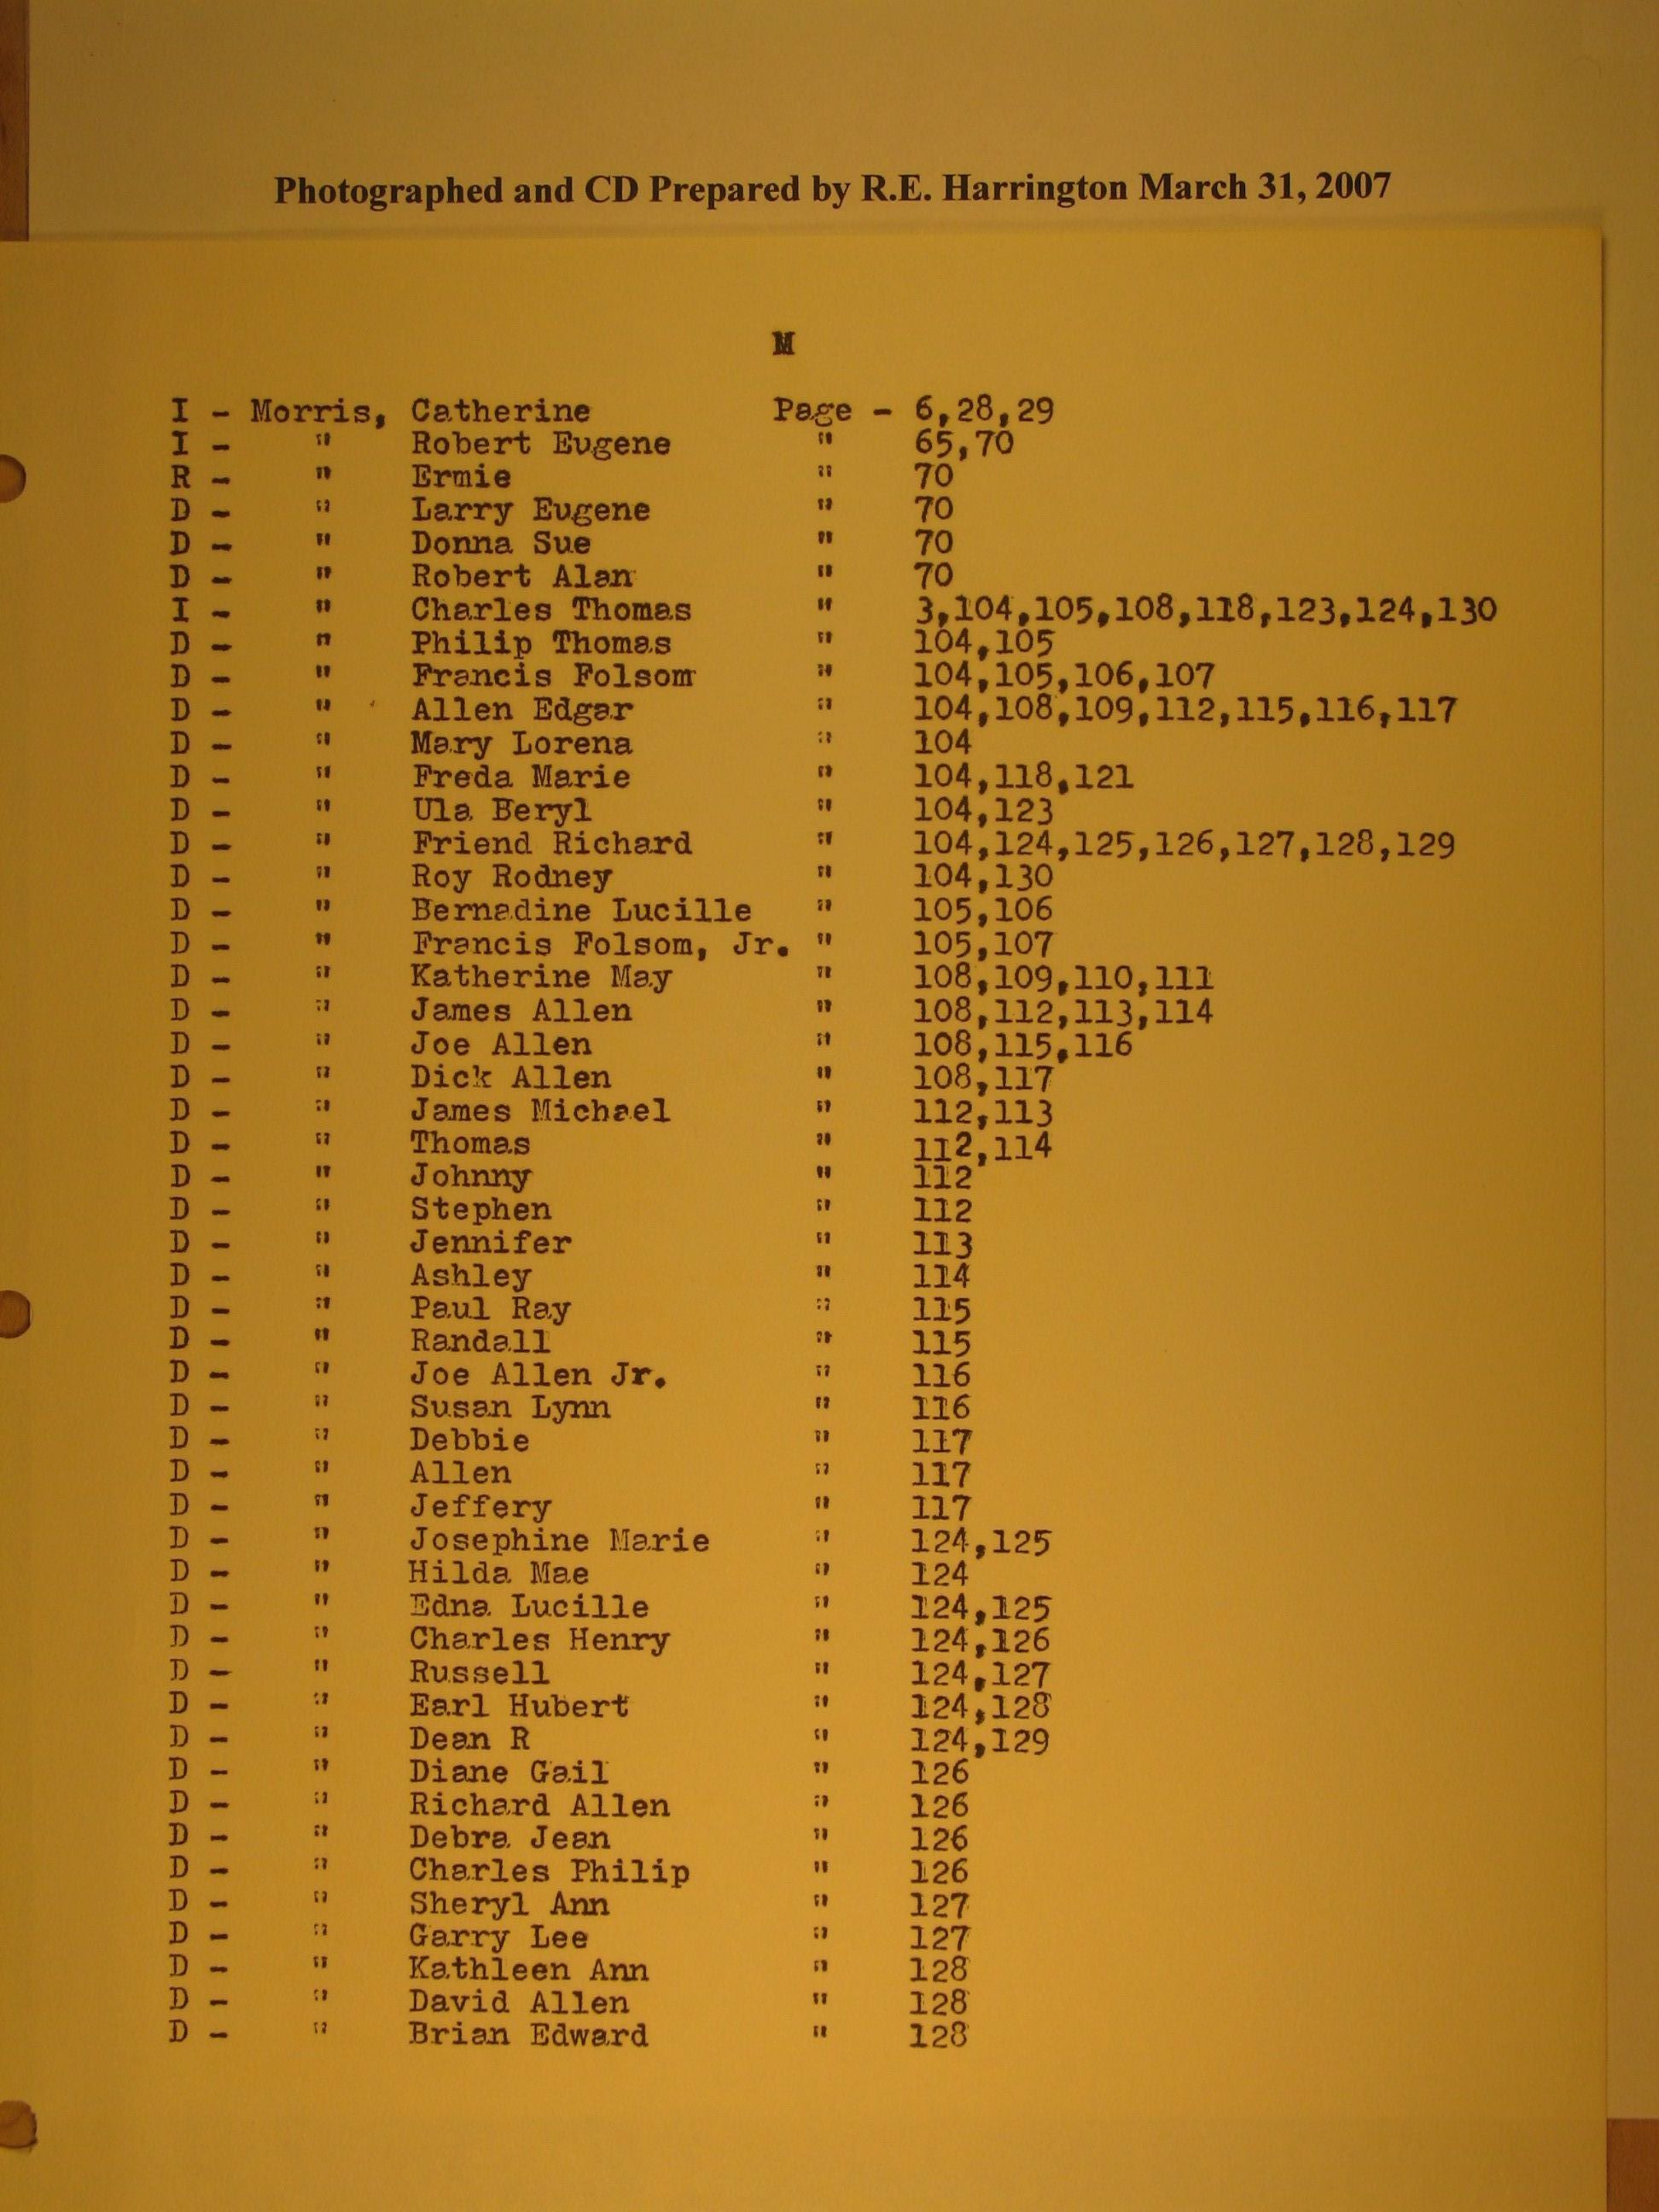 Photographed and CD Prepared by R.E. Harrington March 31, 2007
M
I - Morris, Catherine Page - 6,28,29
I - " Robert Eugene " 65,70
R - " Ermie " 70
D - " Larry Eugene " 70
D - " Donna Sue " 70
D - " Robert Alan " 70
I - " Charles Thomas " 3,104,105,108,118,123,124,130
D - " Philip Thomas " 104,105
D - " Francis Folsom " 104,105,106,107
D - " Allen Edgar " 104,108,109,112,115,116,117
D - " Mary Lorena " 104
D - " Freda Marie " 104,118,121
D - " Ula Beryl " 104,123
D - " Friend Richard " 104,124,125,126,127,128,129
D - " Roy Rodney " 104,130
D - " Bernadine Lucille " 105,106
D - " Francis Folsom, Jr. " 105,107
D - " Katherine May " 108,109,110,111
D - " James Allen " 108,112,113,114
D - " Joe Allen " 108,115,116
D - " Dick Allen " 108,117
D - " James Michael " 112,113
D - " Thomas " 112,114
D - " Johnny " 112
D - " Stephen " 112
D - " Jennifer " 113
D - " Ashley " 114
D - " Paul Ray " 115
D - " Randall " 115
D - " Joe Allen Jr. " 116
D - " Susan Lynn " 116
D - " Debbie " 117
D - " Allen " 117
D - " Jeffery " 117
D - " Josephine Marie " 124,125
D - " Hilda Mae " 124
D - " Edna Lucille " 124,125
D - " Charles Henry " 124,126
D - " Russell " 124,127
D - " Earl Hubert " 124,128
D - " Dean R " 124,129
D - " Diane Gail " 126
D - " Richard Allen " 126
D - " Debra Jean " 126
D - " Charles Philip " 126
D - " Sheryl Ann " 127
D - " Garry Lee " 127
D - " Kathleen Ann " 128
D - " David Allen " 128
D - " Brian Edward " 128